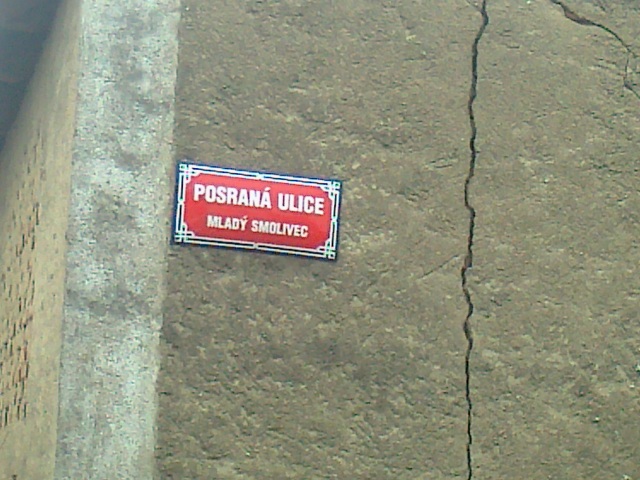 POSRANÁ ULICE
MLADÝ SMOLIVEC